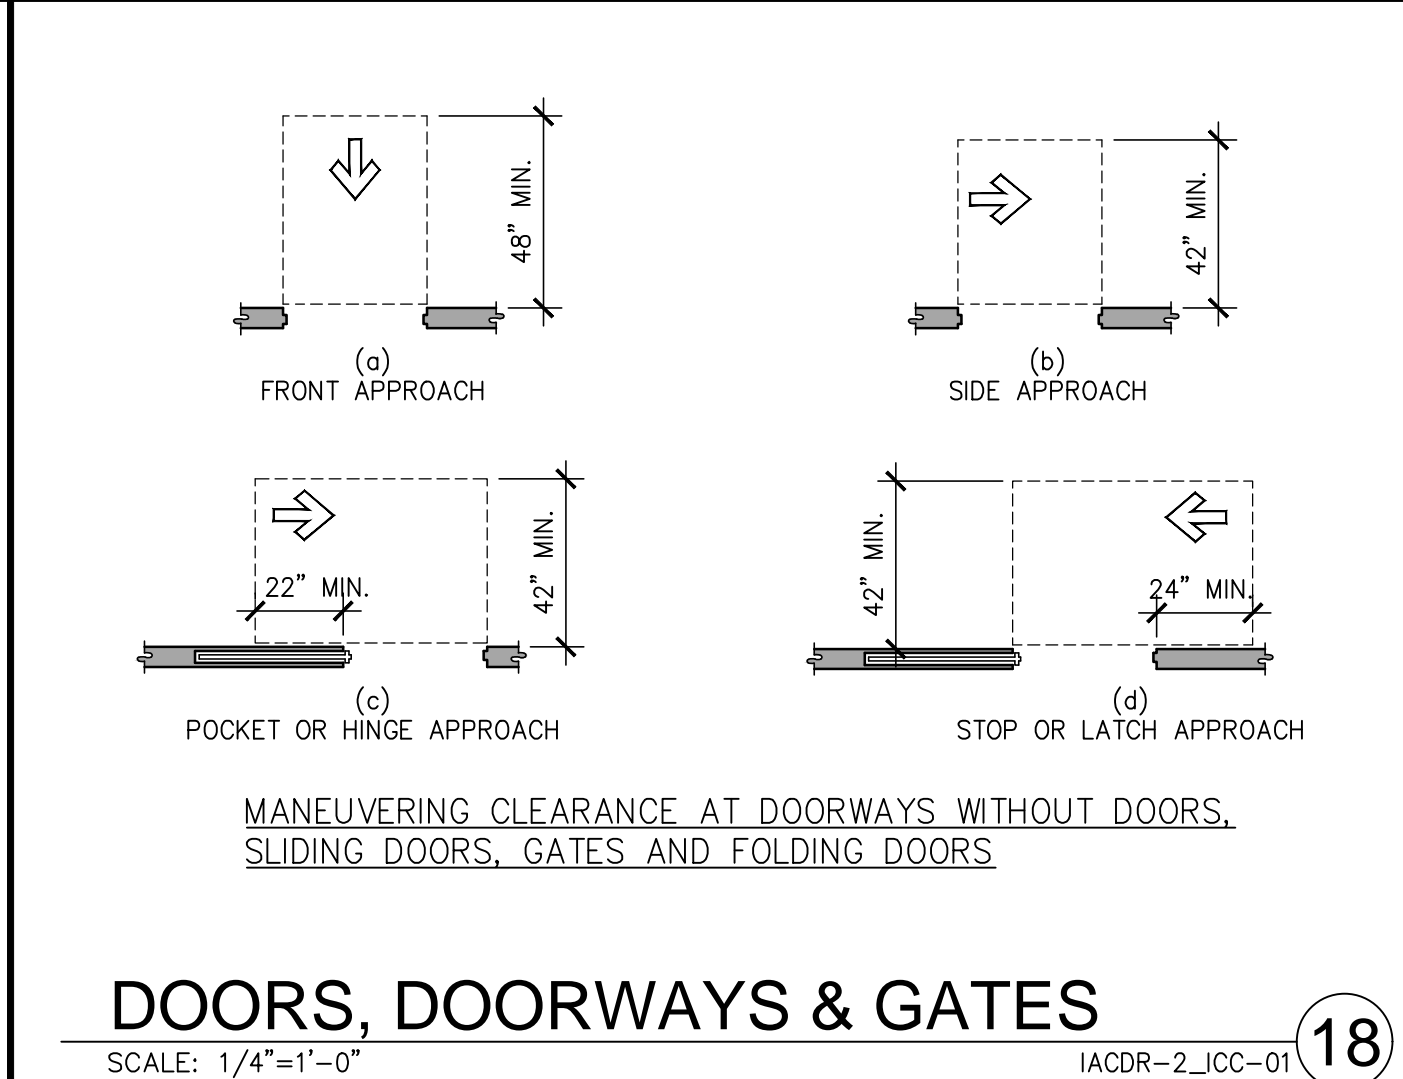 48” MIN.
42” MIN.
(a)
FRONT APPROACH
(b)
SIDE APPROACH
22” MIN.
42” MIN.
42” MIN.
24” MIN.
(c)
POCKET OR HINGE APPROACH
(d)
STOP OR LATCH APPROACH
MANEUVERING CLEARANCE AT DOORWAYS WITHOUT DOORS,
SLIDING DOORS, GATES AND FOLDING DOORS
DOORS, DOORWAYS & GATES
18
SCALE: 1/4”=1’-0”
IACDR-2_ICC-01